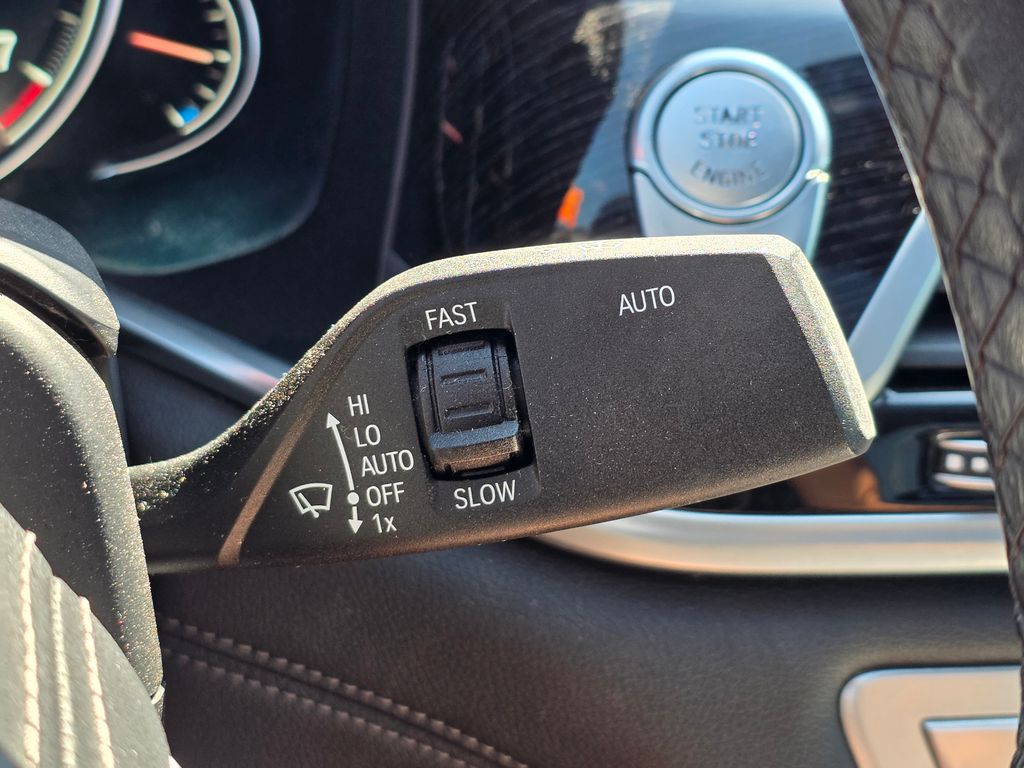 START
STOP
ENGINE
FAST
AUTO
HI
LO
AUTO
OFF
1x
SLOW